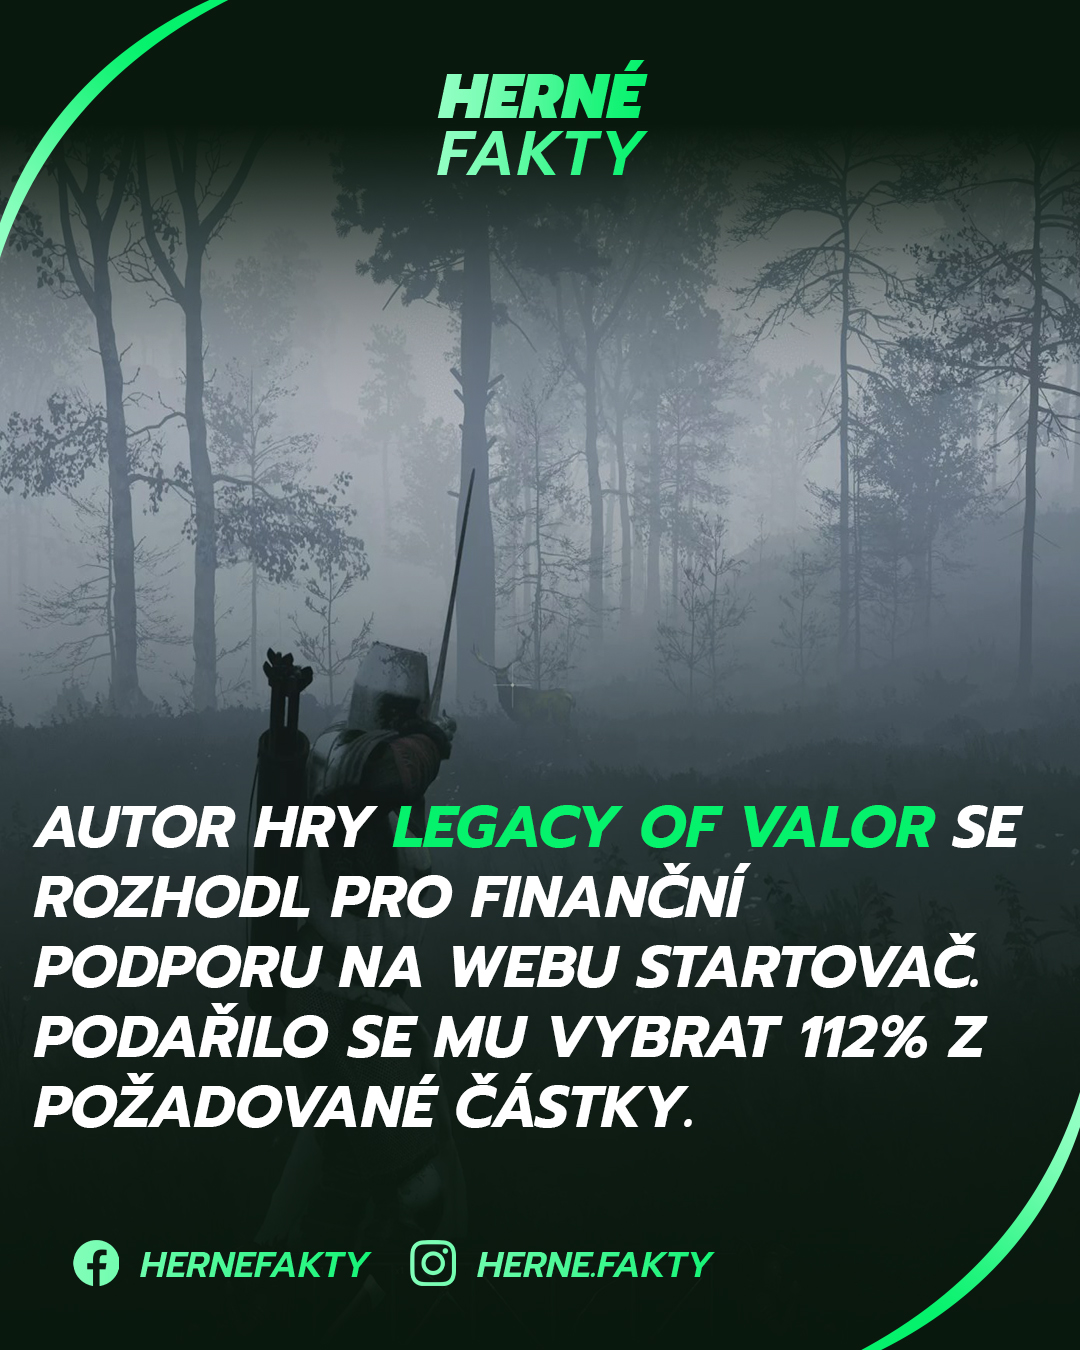 HERNÉ
FAKTY
AUTOR HRY LEGACY OF VALOR SE
ROZHODL PRO FINANČNÍ
PODPORU NA WEBU STARTOVAČ.
PODAŘILO SE MU VYBRAT 112% Z
POŽADOVANÉ ČÁSTKY.
HERNEFAKTY HERNE.FAKTY